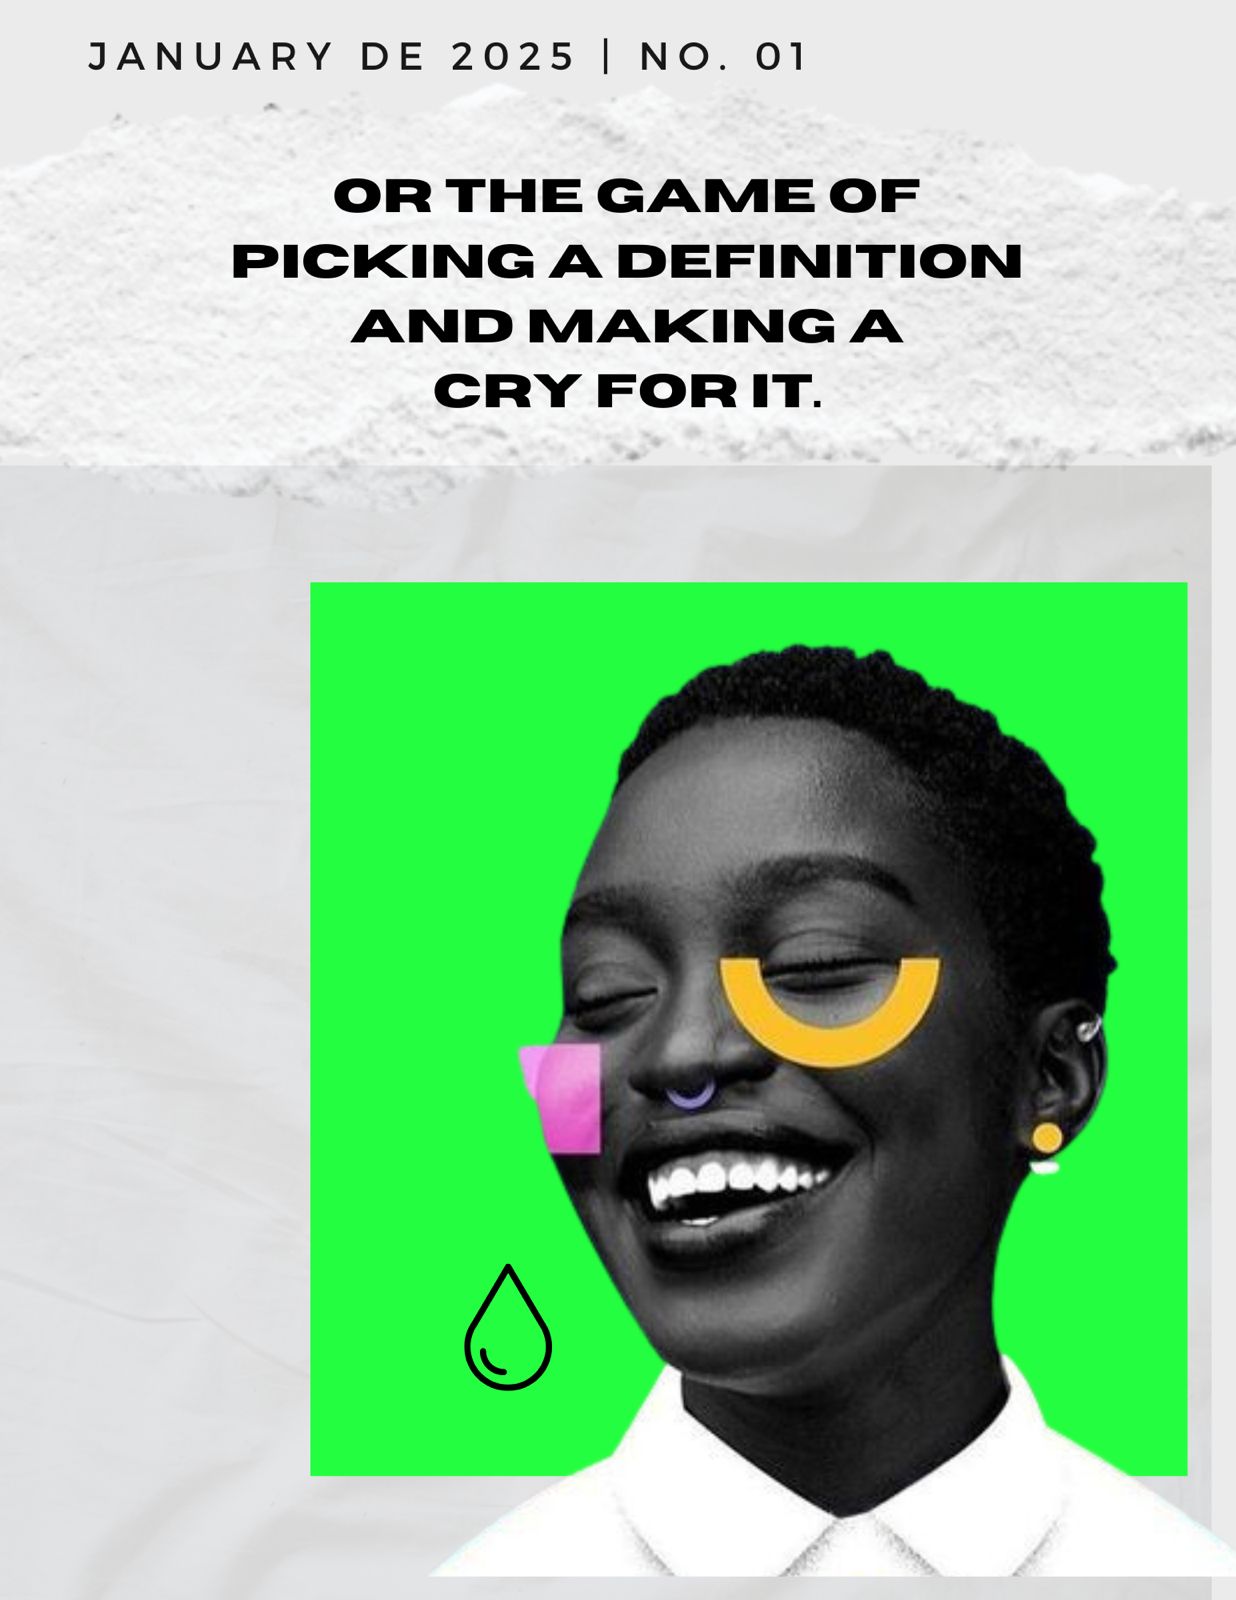 JANUARY DE 2025 | NO. 01
OR THE GAME OF
PICKING A DEFINITION
AND MAKING A
CRY FOR IT.